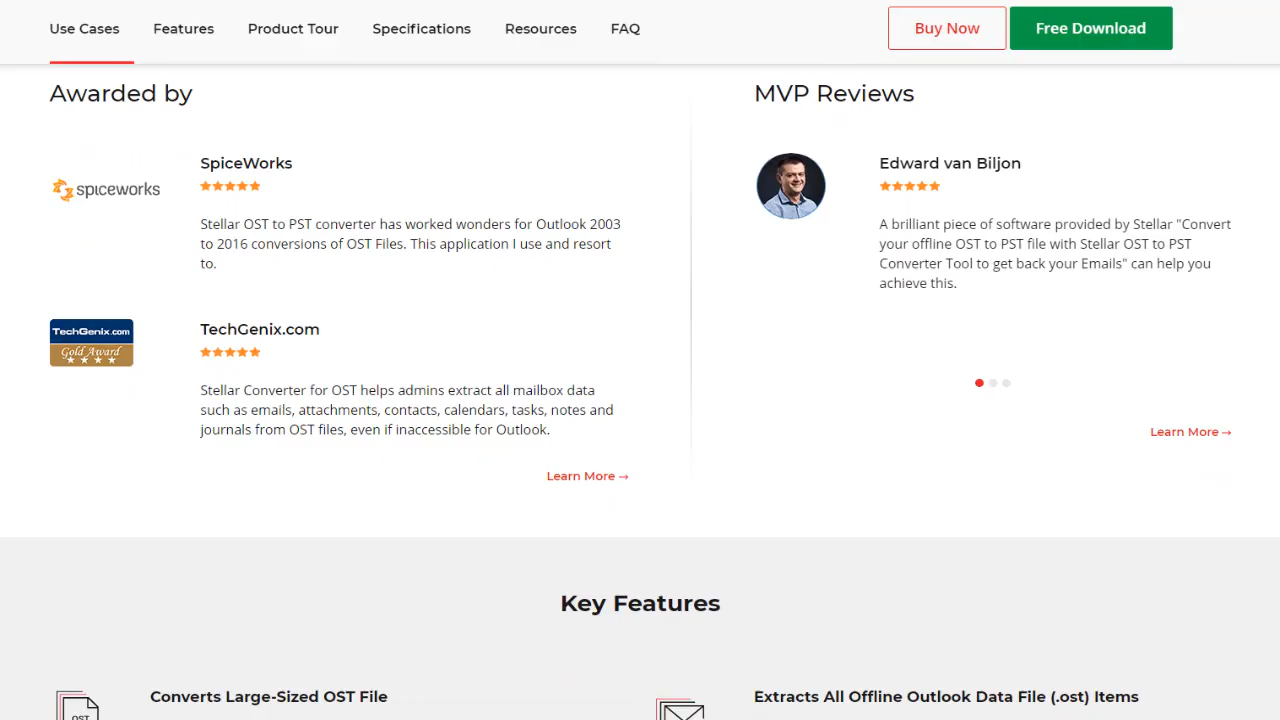 Use Cases
Features
Product Tour
Specifications
Resources
FAQ
Buy Now
Free Download
Awarded by
spiceworks
SpiceWorks
Stellar OST to PST converter has worked wonders for Outlook 2003
to 2016 conversions of OST Files. This application I use and resort
to.
TechGenix.com
Gold Award
TechGenix.com
Stellar Converter for OST helps admins extract all mailbox data
such as emails, attachments, contacts, calendars, tasks, notes and
journals from OST files, even if inaccessible for Outlook.
Learn More →
MVP Reviews
Edward van Biljon
A brilliant piece of software provided by Stellar "Convert
your offline OST to PST file with Stellar OST to PST
Converter Tool to get back your Emails" can help you
achieve this.
Learn More →
Key Features
OST
Converts Large-Sized OST File
Extracts All Offline Outlook Data File (.ost) Items